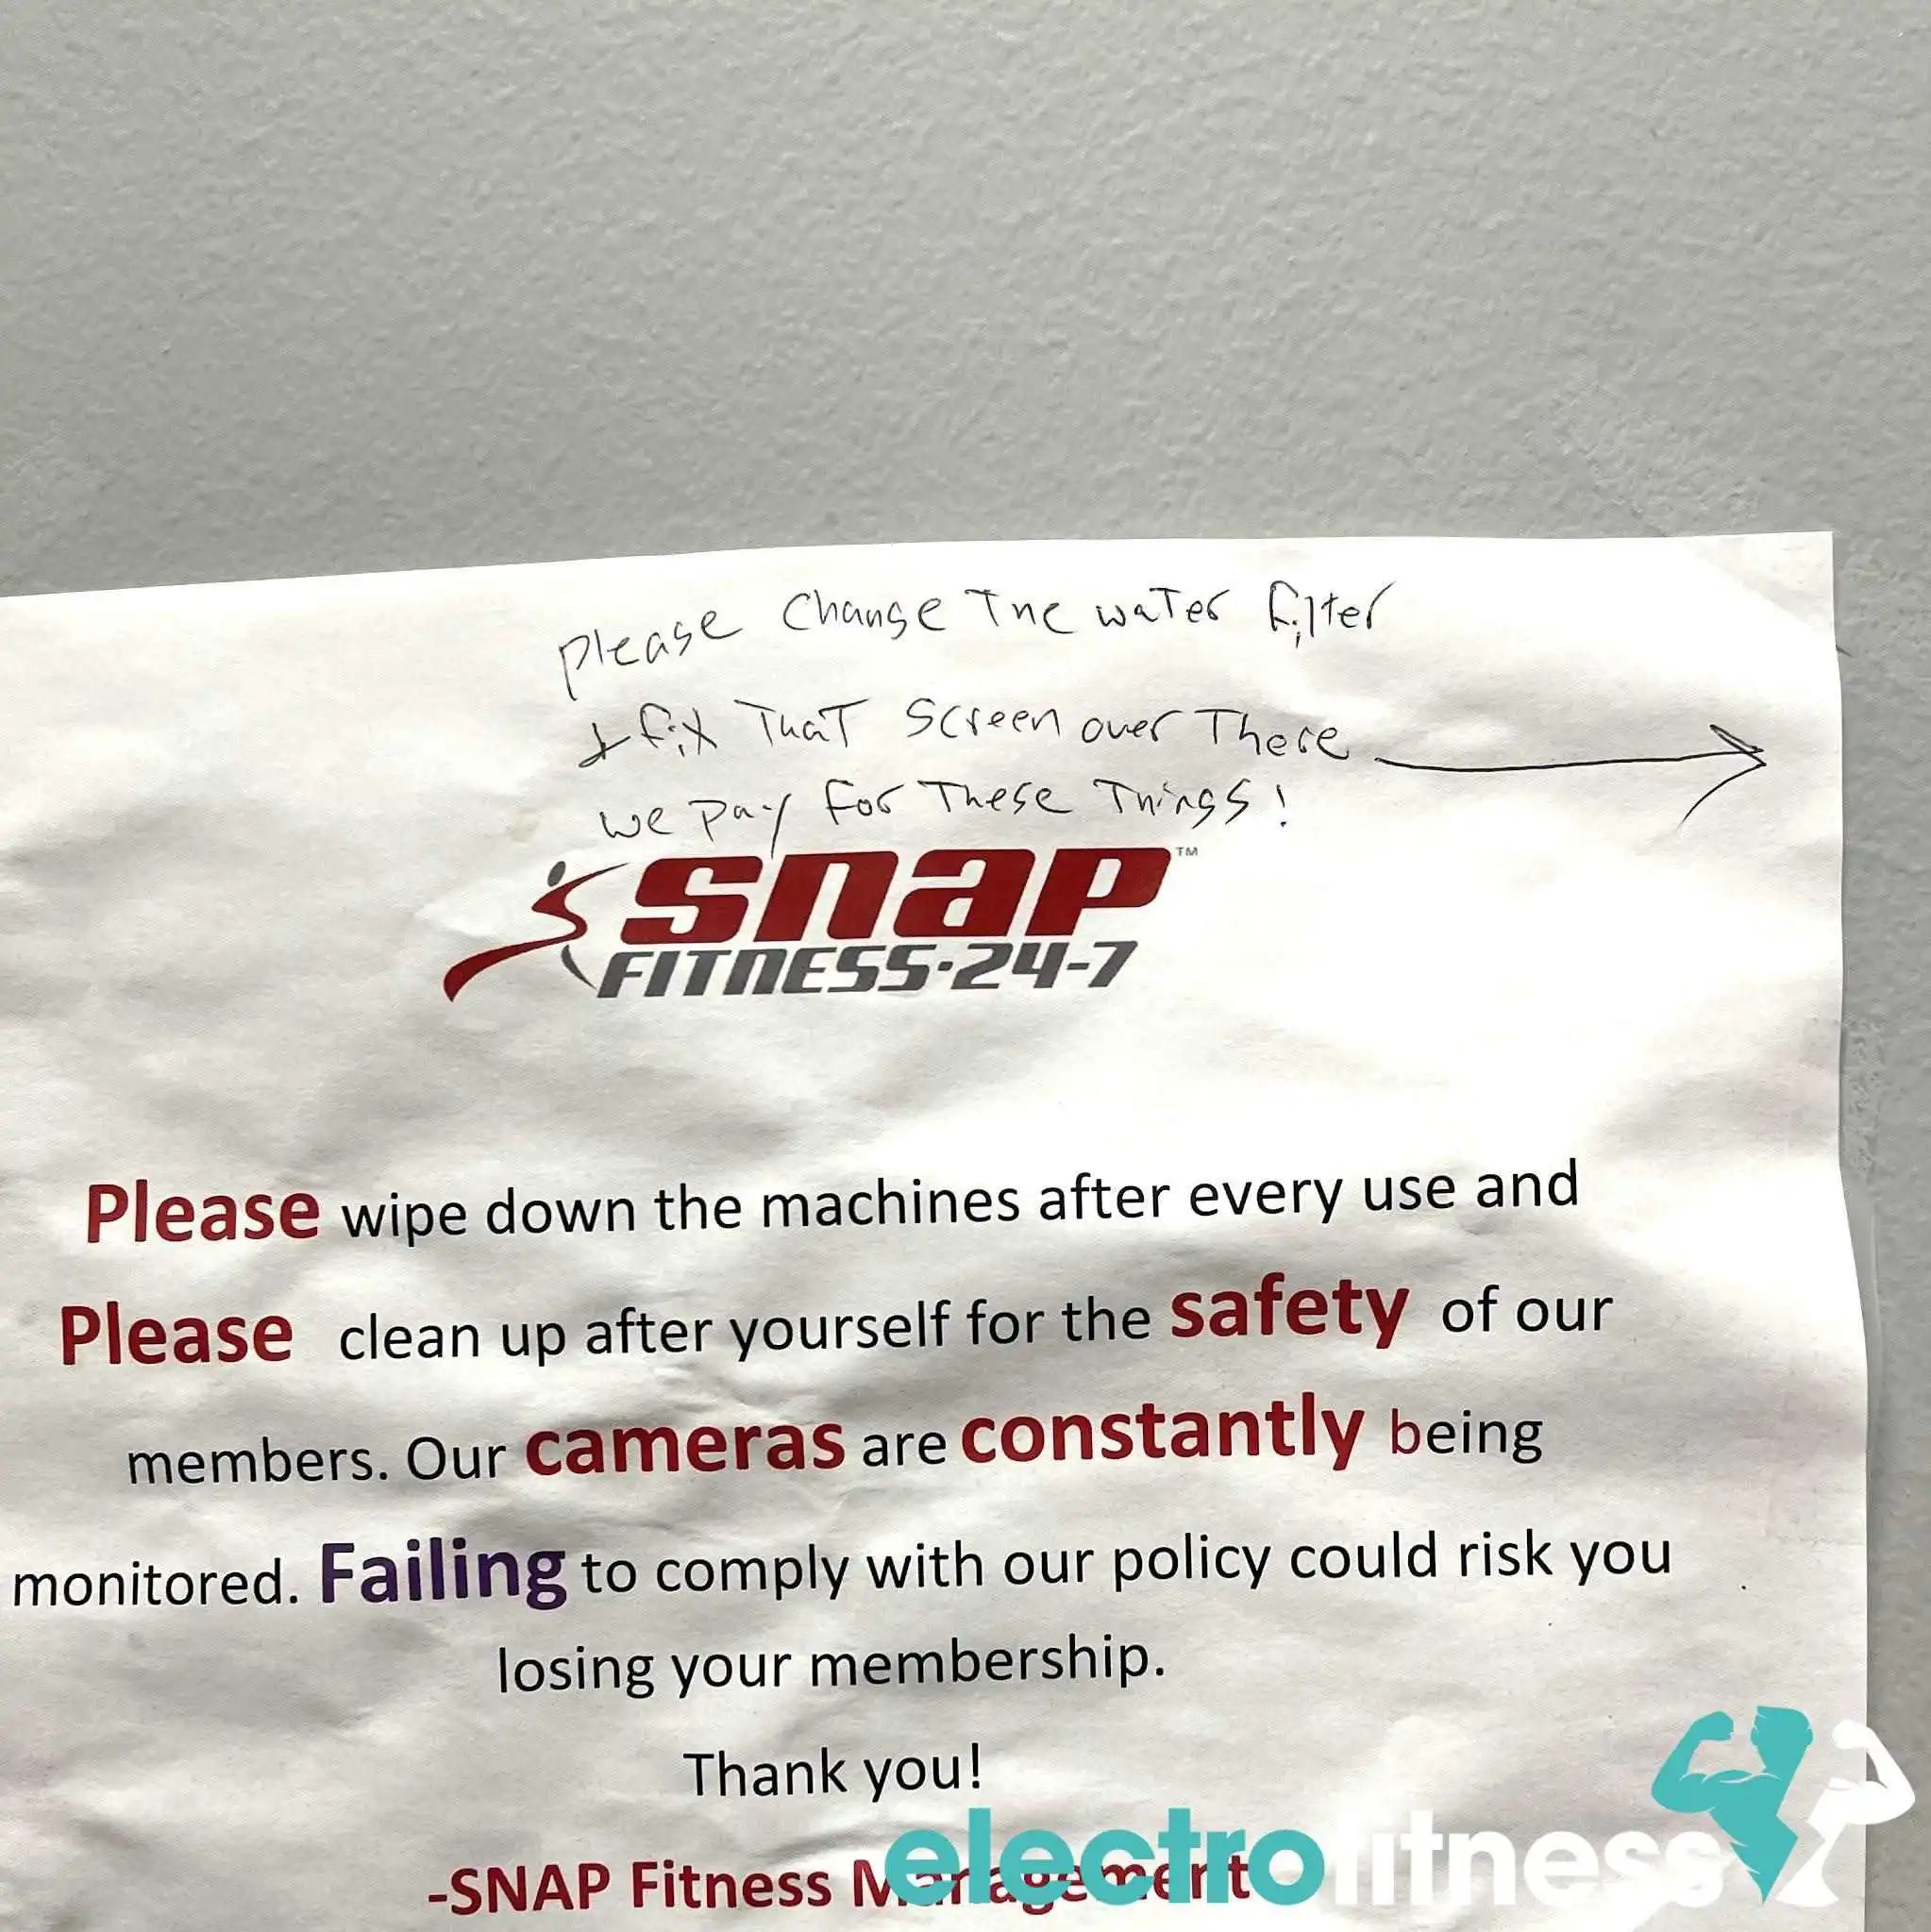 please change The water filter
& fix That screen over There
we pay for These Things!
snap™
FITNESS·24-7
Please wipe down the machines after every use and
Please clean up after yourself for the safety of our
members. Our cameras are constantly being
monitored. Failing to comply with our policy could risk you
losing your membership.
Thank you!
-SNAP Fitness Management
electrofitness